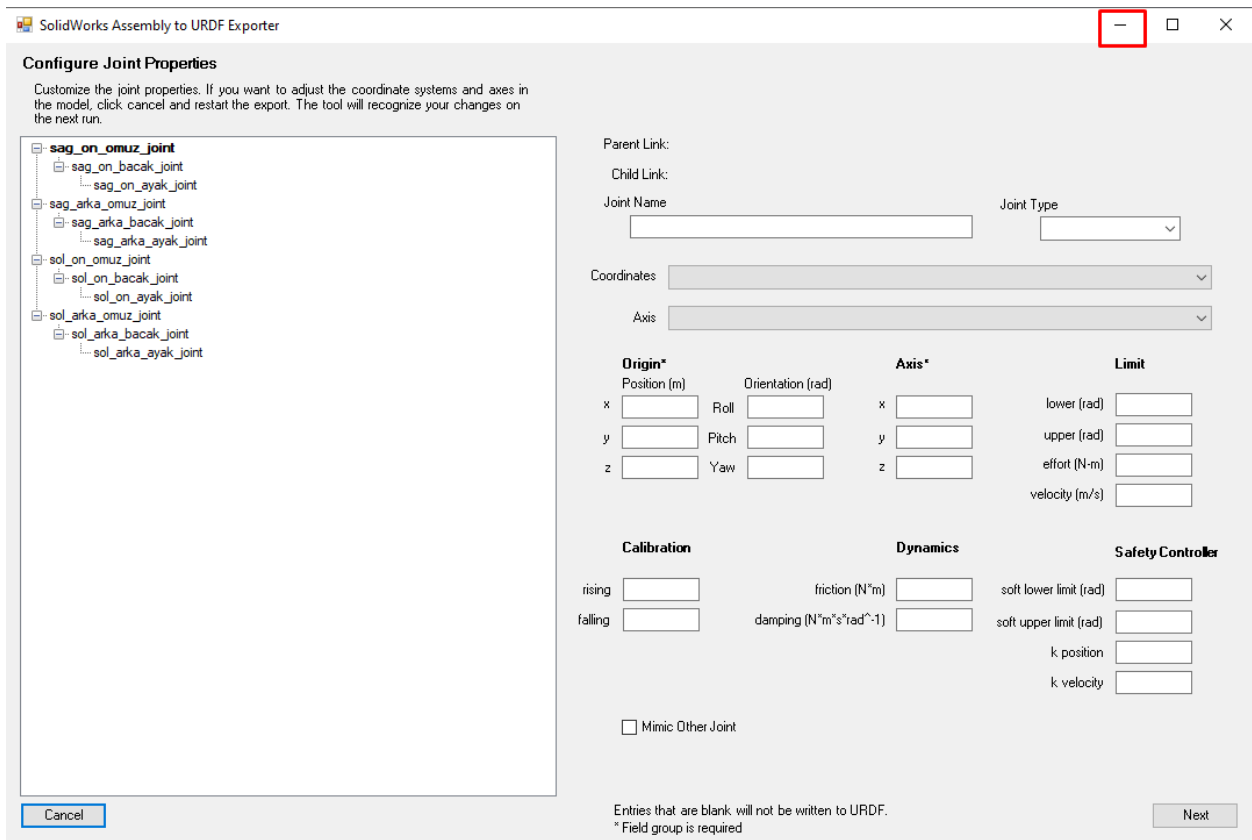 SolidWorks Assembly to URDF Exporter
Configure Joint Properties
Customize the joint properties. If you want to adjust the coordinate systems and axes in
the model, click cancel and restart the export. The tool will recognize your changes on
the next run.
sag_on_omuz_joint
sag_on_bacak_joint
sag_on_ayak_joint
sag_arka_omuz_joint
sag_arka_bacak_joint
sag_arka_ayak_joint
sol_on_omuz_joint
sol_on_bacak_joint
sol_on_ayak_joint
sol_arka_omuz_joint
sol_arka_bacak_joint
sol_arka_ayak_joint
Parent Link:
Child Link:
Joint Name Joint Type
Coordinates
Axis
Origin* Axis* Limit
Position (m) Orientation (rad)
x Roll x lower (rad)
y Pitch y upper (rad)
z Yaw z effort (N-m)
velocity (m/s)
Calibration Dynamics Safety Controller
rising friction (N*m) soft lower limit (rad)
falling damping (N*m*s*rad^-1) soft upper limit (rad)
k position
k velocity
Mimic Other Joint
Entries that are blank will not be written to URDF.
* Field group is required
Cancel Next